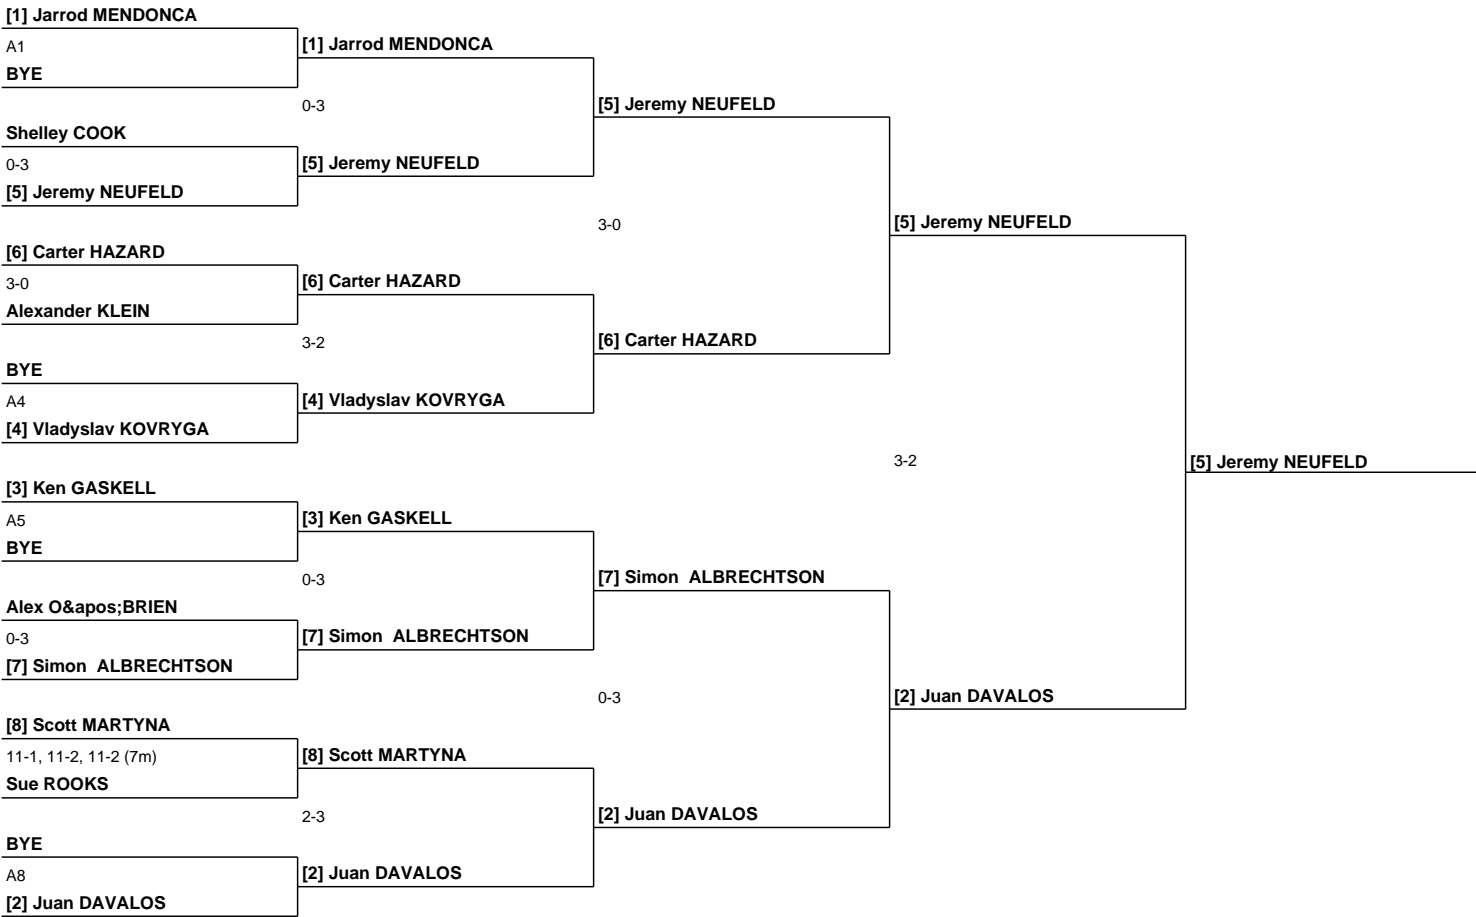 [1] Jarrod MENDONCA
A1
[1] Jarrod MENDONCA
BYE
0-3
[5] Jeremy NEUFELD
Shelley COOK
0-3
[5] Jeremy NEUFELD
[5] Jeremy NEUFELD
3-0
[5] Jeremy NEUFELD
[6] Carter HAZARD
3-0
[6] Carter HAZARD
Alexander KLEIN
3-2
[6] Carter HAZARD
BYE
A4
[4] Vladyslav KOVRYGA
[4] Vladyslav KOVRYGA
3-2
[5] Jeremy NEUFELD
[3] Ken GASKELL
A5
[3] Ken GASKELL
BYE
0-3
[7] Simon  ALBRECHTSON
Alex O&apos;BRIEN
0-3
[7] Simon  ALBRECHTSON
[7] Simon  ALBRECHTSON
0-3
[2] Juan DAVALOS
[8] Scott MARTYNA
11-1, 11-2, 11-2 (7m)
[8] Scott MARTYNA
Sue ROOKS
2-3
[2] Juan DAVALOS
BYE
A8
[2] Juan DAVALOS
[2] Juan DAVALOS